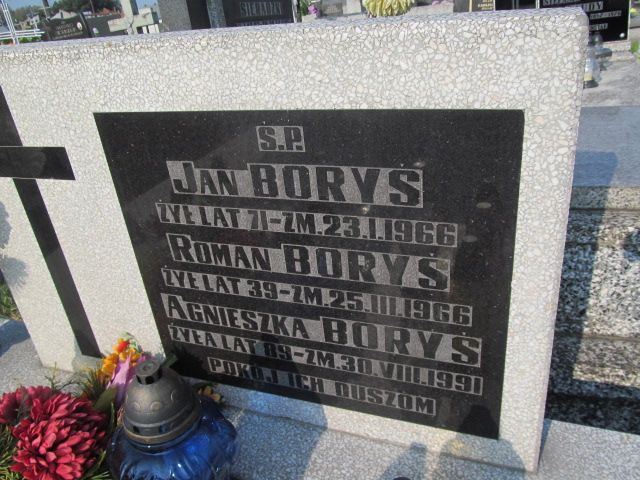 Ś.P.
JAN BORYŚ
ŻYŁ LAT 71-ZM.23.I.1966
ROMAN BORYŚ
ŻYŁ LAT 39-ZM.25.III.1966
AGNIESZKA BORYŚ
ŻYŁA LAT 89-ZM.30.VIII.1991
POKÓJ ICH DUSZOM